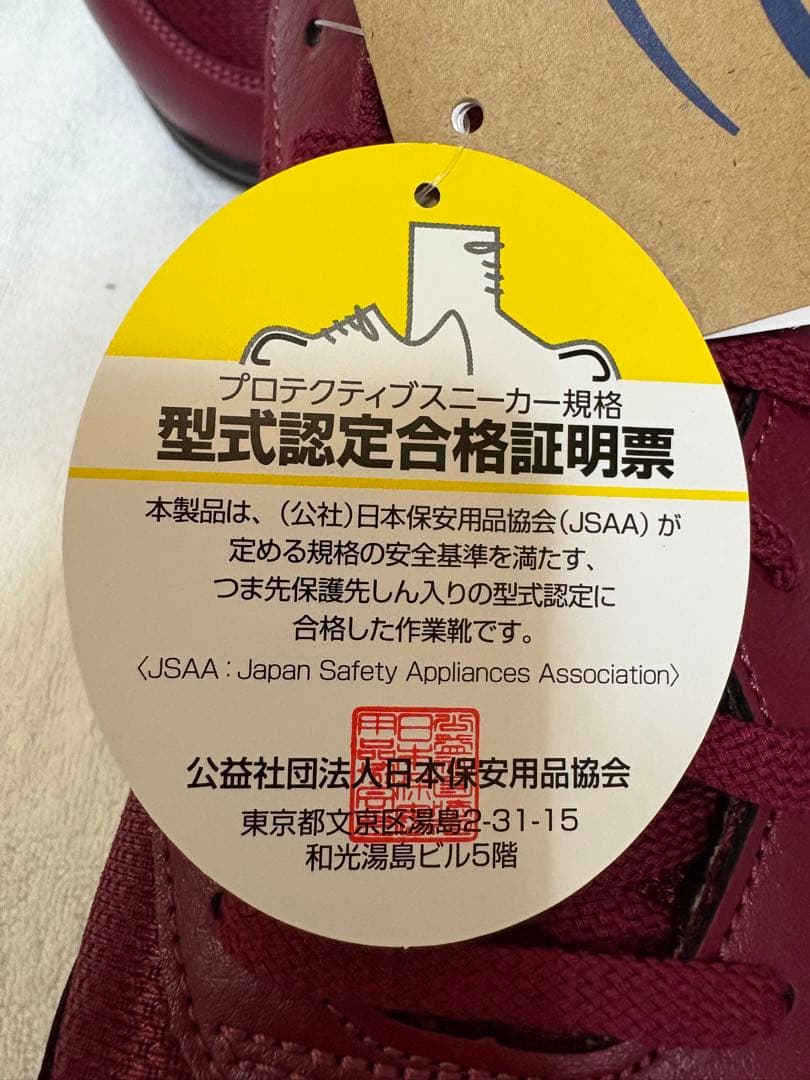 プロテクティブスニーカー規格
型式認定合格証明票
本製品は、（公社）日本保安用品協会（JSAA）が
定める規格の安全基準を満たす、
つま先保護先しん入りの型式認定に
合格した作業靴です。
〈JSAA：Japan Safety Appliances Association〉
公益社団法人日本保安用品協会
東京都文京区湯島2-31-15
和光湯島ビル5階